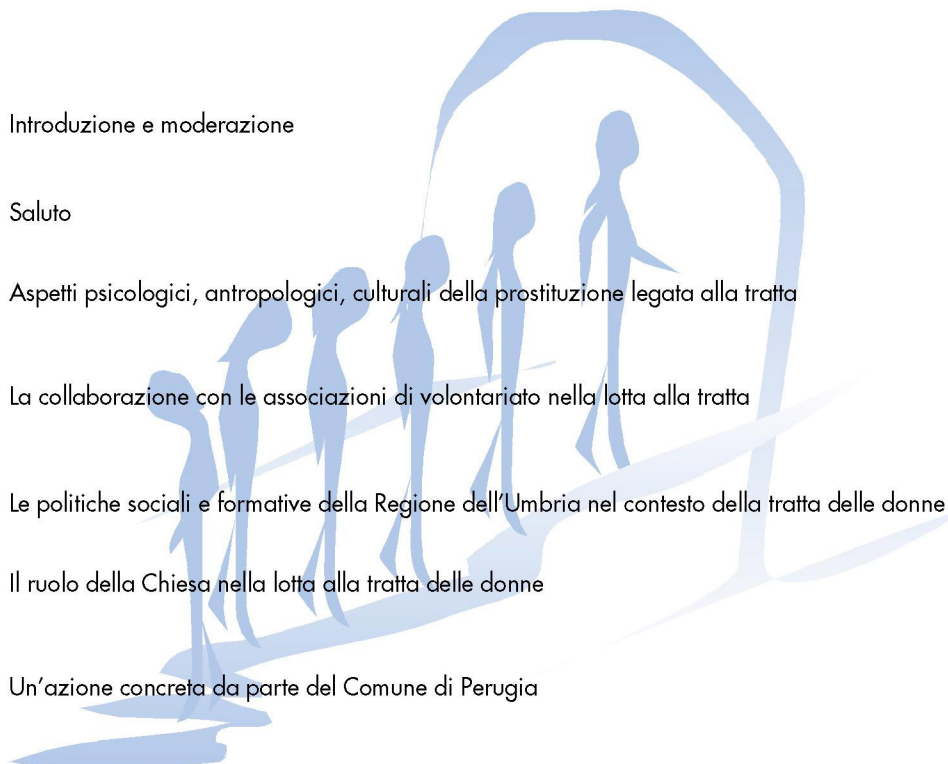 Introduzione e moderazione
Saluto
Aspetti psicologici, antropologici, culturali della prostituzione legata alla tratta
La collaborazione con le associazioni di volontariato nella lotta alla tratta
Le politiche sociali e formative della Regione dell’Umbria nel contesto della tratta delle donne
Il ruolo della Chiesa nella lotta alla tratta delle donne
Un’azione concreta da parte del Comune di Perugia